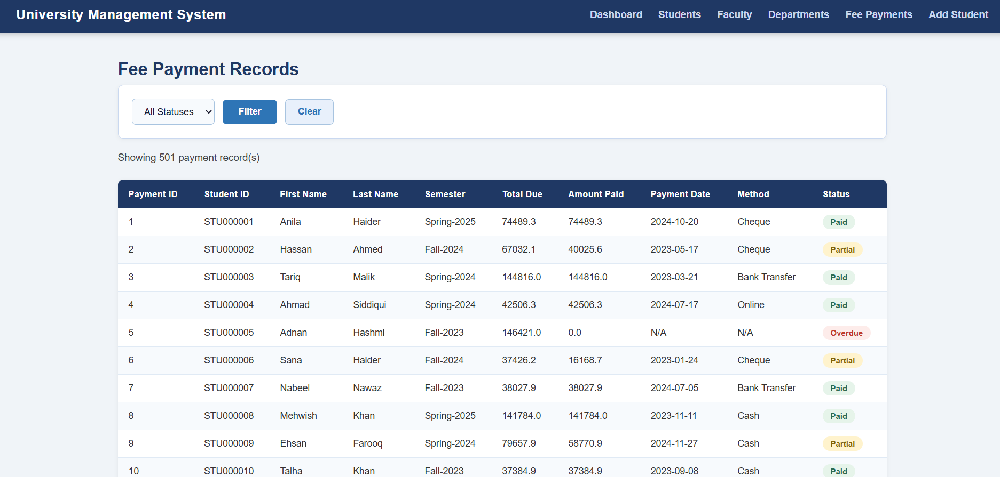 University Management System Dashboard Students Faculty Departments Fee Payments Add Student
Fee Payment Records
All Statuses Filter Clear
Showing 501 payment record(s)
Payment ID Student ID First Name Last Name Semester Total Due Amount Paid Payment Date Method Status
1 STU000001 Anila Haider Spring-2025 74489.3 74489.3 2024-10-20 Cheque Paid
2 STU000002 Hassan Ahmed Fall-2024 67032.1 40025.6 2023-05-17 Cheque Partial
3 STU000003 Tariq Malik Spring-2024 144816.0 144816.0 2023-03-21 Bank Transfer Paid
4 STU000004 Ahmad Siddiqui Spring-2024 42506.3 42506.3 2024-07-17 Online Paid
5 STU000005 Adnan Hashmi Fall-2023 146421.0 0.0 N/A N/A Overdue
6 STU000006 Sana Haider Fall-2024 37426.2 16168.7 2023-01-24 Cheque Partial
7 STU000007 Nabeel Nawaz Fall-2023 38027.9 38027.9 2024-07-05 Bank Transfer Paid
8 STU000008 Mehwish Khan Spring-2025 141784.0 141784.0 2023-11-11 Cash Paid
9 STU000009 Ehsan Farooq Spring-2024 79657.9 58770.9 2024-11-27 Cash Partial
10 STU000010 Talha Khan Fall-2023 37384.9 37384.9 2023-09-08 Cash Paid